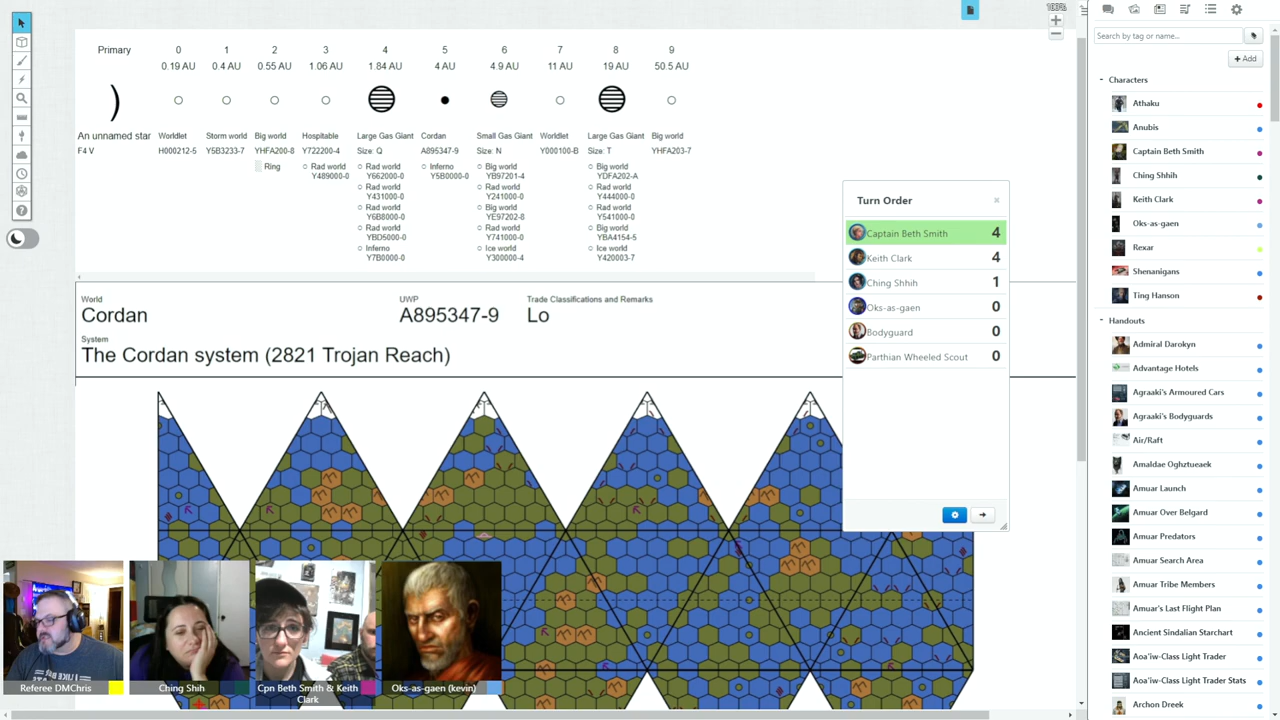 100%
Primary 0 1 2 3 4 5 6 7 8 9
0.19 AU 0.4 AU 0.55 AU 1.06 AU 1.84 AU 4 AU 4.9 AU 11 AU 19 AU 50.5 AU
An unnamed star Worldlet Storm world Big world Hospitable Large Gas Giant Cordan Small Gas Giant Worldlet Large Gas Giant Big world
F4 V H000212-5 Y5B3233-7 YHFA200-8 Y722200-4 Size: Q A895347-9 Size: N Y000100-B Size: T YHFA203-7
Ring Rad world Rad world Inferno Big world Big world
Y489000-0 Y662000-0 Y5B0000-0 YB97201-4 YDFA202-A
Rad world Rad world Rad world
Y431000-0 Y241000-0 Y444000-0
Rad world Big world Rad world
Y6B8000-0 YE97202-8 Y541000-0
Rad world Rad world Big world
YBD5000-0 Y741000-0 YBA4154-5
Inferno Ice world Ice world
Y7B0000-0 Y300000-4 Y420003-7
World UWP Trade Classifications and Remarks
Cordan A895347-9 Lo
System
The Cordan system (2821 Trojan Reach)
Turn Order
Captain Beth Smith 4
Keith Clark 4
Ching Shhih 1
Oks-as-gaen 0
Bodyguard 0
Parthian Wheeled Scout 0
Search by tag or name...
+ Add
Characters
Athaku
Anubis
Captain Beth Smith
Ching Shhih
Keith Clark
Oks-as-gaen
Rexar
Shenanigans
Ting Hanson
Handouts
Admiral Darokyn
Advantage Hotels
Agraaki's Armoured Cars
Agraaki's Bodyguards
Air/Raft
Amaldae Oghztueaek
Amuar Launch
Amuar Over Belgard
Amuar Predators
Amuar Search Area
Amuar Tribe Members
Amuar's Last Flight Plan
Ancient Sindalian Starchart
Aoa'iw-Class Light Trader
Aoa'iw-Class Light Trader Stats
Archon Dreek
Referee DMChris
Ching Shih
Cpn Beth Smith & Keith
Clark
Oks-as-gaen (kevin)